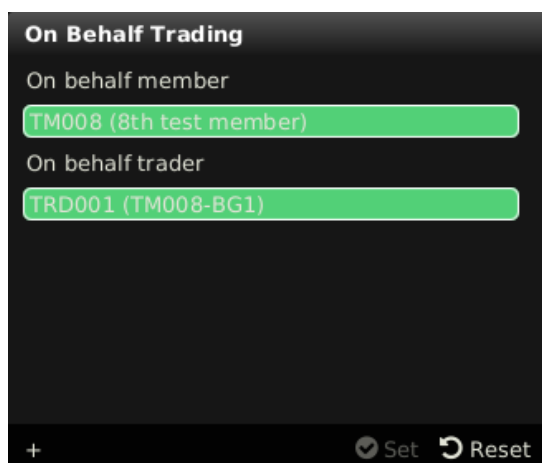 On Behalf Trading
On behalf member
TM008 (8th test member)
On behalf trader
TRD001 (TM008-BG1)
+ Set Reset